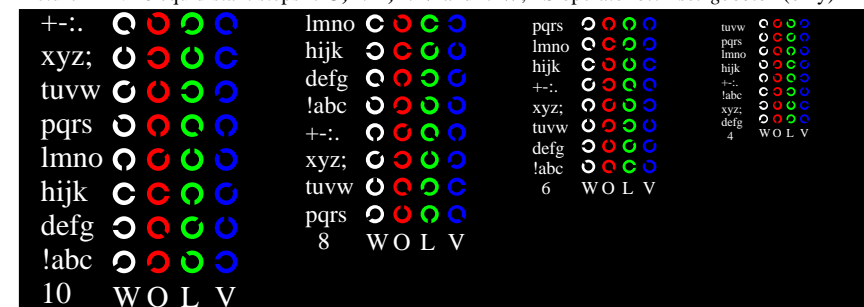 +-:.
xyz;
tuvw
pqrs
lmno
hijk
defg
!abc
10 W O L V
lmno
hijk
defg
!abc
+-:.
xyz;
tuvw
pqrs
8 W O L V
pqrs
lmno
hijk
+-:.
xyz;
tuvw
defg
!abc
6 W O L V
tuvw
pqrs
lmno
hijk
+-:.
!abc
xyz;
defg
4 W O L V